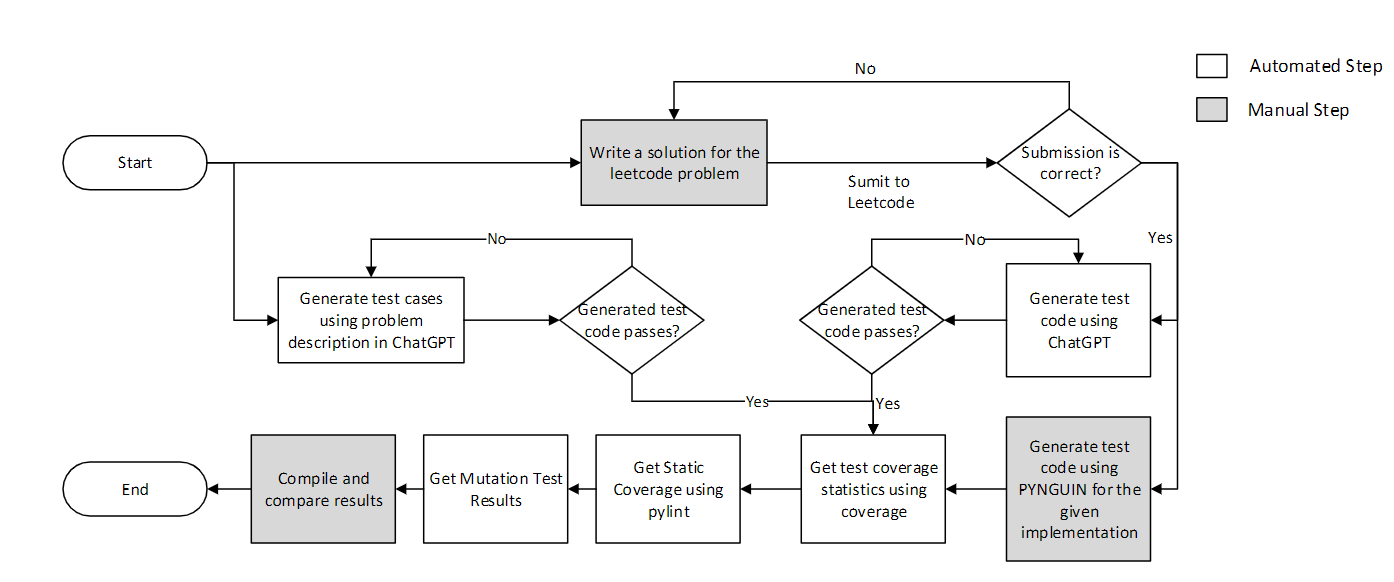 No
Automated Step
Manual Step
Start
Write a solution for the
leetcode problem
Sumit to
Leetcode
Submission is
correct?
Yes
No
Generate test cases
using problem
description in ChatGPT
Generated test
code passes?
No
Generated test
code passes?
Generate test
code using
ChatGPT
Yes
Yes
End
Compile and
compare results
Get Mutation Test
Results
Get Static
Coverage using
pylint
Get test coverage
statistics using
coverage
Generate test
code using
PYNGUIN for the
given
implementation